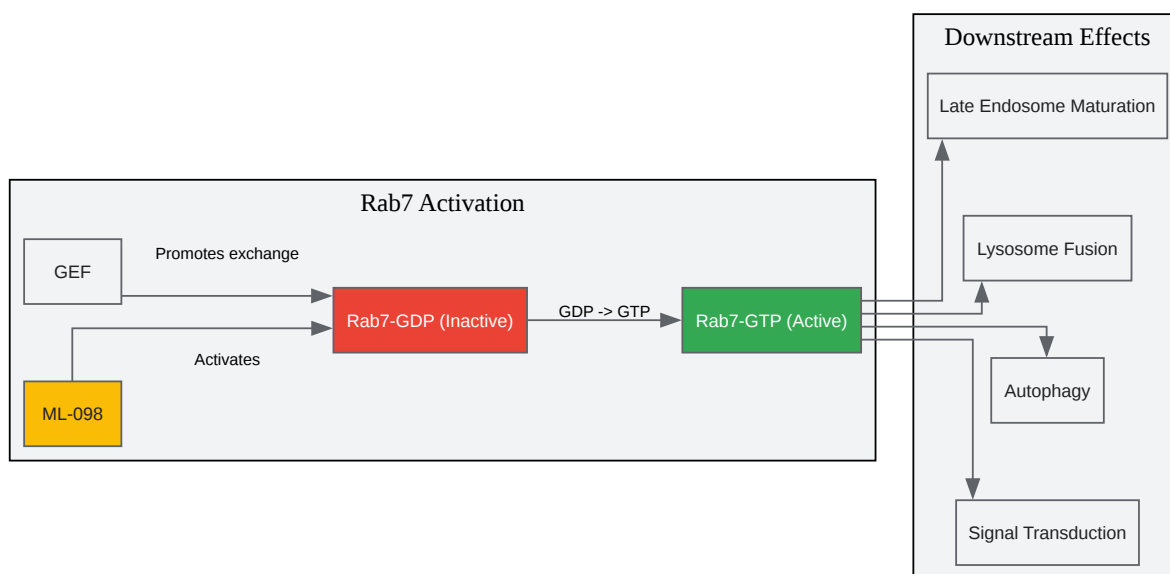 Downstream Effects
Late Endosome Maturation
Rab7 Activation
GEF
Promotes exchange
Lysosome Fusion
Rab7-GDP (Inactive)
GDP -> GTP
Rab7-GTP (Active)
Activates
ML-098
Autophagy
Signal Transduction